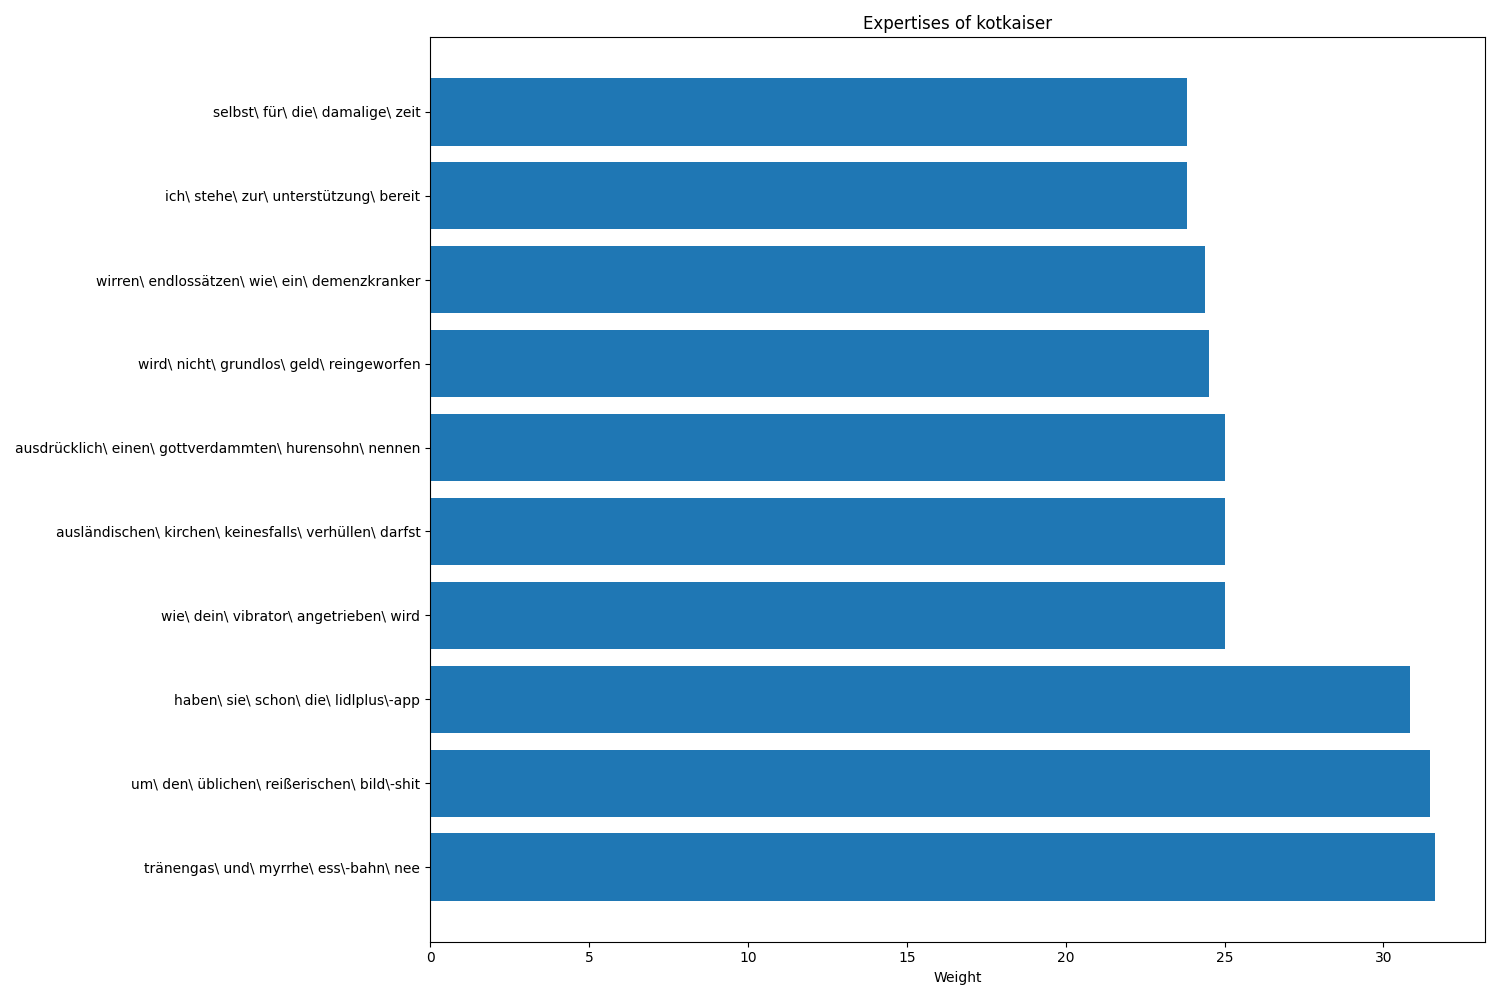 Expertises of kotkaiser
selbst\ für\ die\ damalige\ zeit
ich\ stehe\ zur\ unterstützung\ bereit
wirren\ endlossätzen\ wie\ ein\ demenzkranker
wird\ nicht\ grundlos\ geld\ reingeworfen
ausdrücklich\ einen\ gottverdammten\ hurensohn\ nennen
ausländischen\ kirchen\ keinesfalls\ verhüllen\ darfst
wie\ dein\ vibrator\ angetrieben\ wird
haben\ sie\ schon\ die\ lidlplus\-app
um\ den\ üblichen\ reißerischen\ bild\-shit
tränengas\ und\ myrrhe\ ess\-bahn\ nee
0 5 10 15 20 25 30
Weight